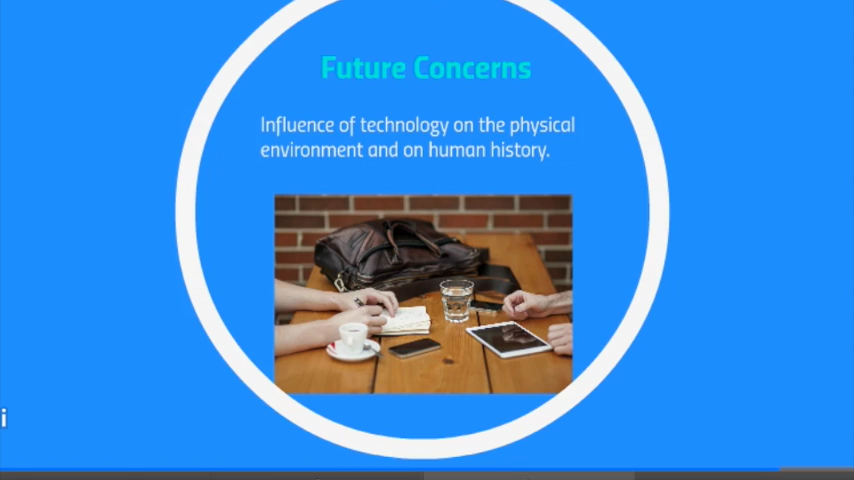 Future Concerns
Influence of technology on the physical
environment and on human history.
i